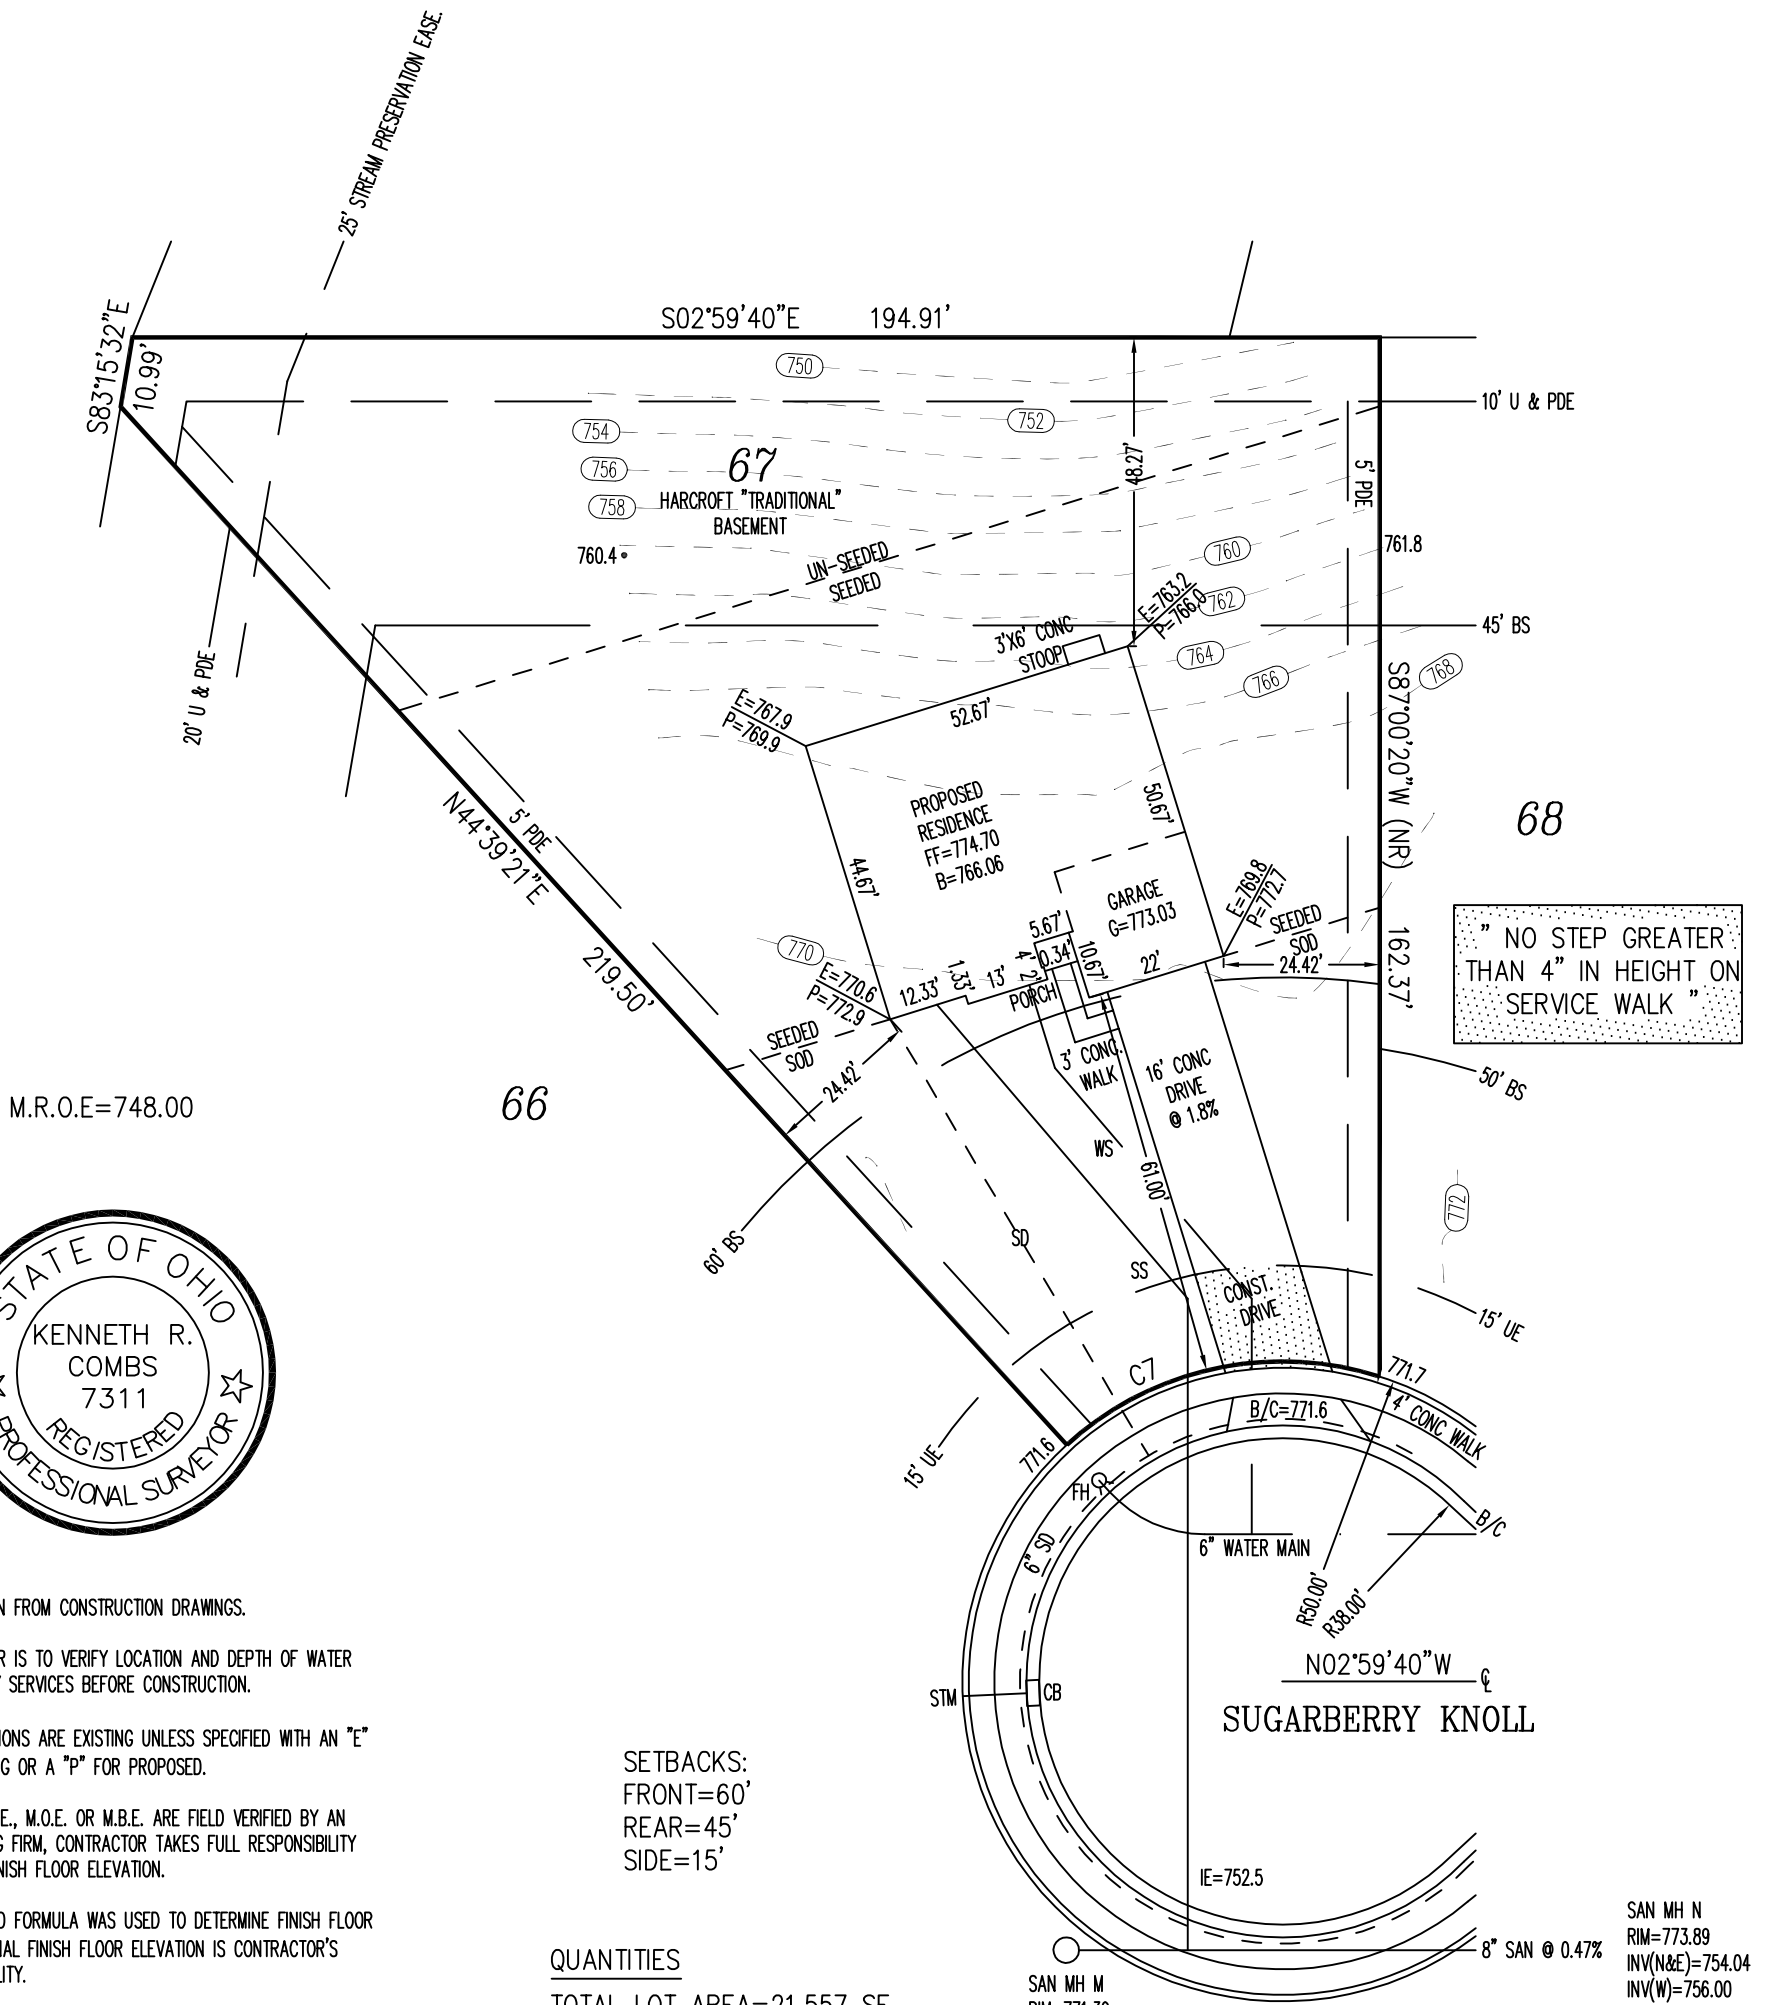 25' STREAM PRESERVATION EASE.
S02°59'40"E 194.91'
S83°15'32"E
10.99'
750
752
754
756
758
67
HARCROFT "TRADITIONAL"
BASEMENT
760.4
48.27'
10' U & PDE
5' PDE
761.8
760
762
764
766
768
UN-SEEDED
SEEDED
E=763.2
P=766.0
45' BS
3'X6' CONC
STOOP
20' U & PDE
E=767.9
P=769.9
52.67'
S87°00'20"W (NR) 162.37'
68
N44°39'21"E 219.50'
5' PDE
PROPOSED
RESIDENCE
FF=774.70
B=766.06
50.67'
44.67'
GARAGE
G=773.03
E=769.8
P=772.7
SEEDED
SOD
24.42'
" NO STEP GREATER
THAN 4" IN HEIGHT ON
SERVICE WALK "
770
E=770.6
P=772.9
12.33'
1.33'
13'
4'
2'
5.67'
0.34'
10.67'
22'
PORCH
SEEDED
SOD
24.42'
3' CONC.
WALK
16' CONC
DRIVE
@ 1.8%
50' BS
M.R.O.E=748.00
66
WS
61.00'
772
60' BS
SD
SS
CONST.
DRIVE
15' UE
STATE OF OHIO
KENNETH R.
COMBS
7311
REGISTERED
PROFESSIONAL SURVEYOR
C7
771.7
B/C=771.6
4' CONC WALK
771.6
15' UE
FH
6" SD
6" WATER MAIN
B/C
R50.00'
R38.00'
N FROM CONSTRUCTION DRAWINGS.
R IS TO VERIFY LOCATION AND DEPTH OF WATER
SERVICES BEFORE CONSTRUCTION.
IONS ARE EXISTING UNLESS SPECIFIED WITH AN "E"
G OR A "P" FOR PROPOSED.
E., M.O.E. OR M.B.E. ARE FIELD VERIFIED BY AN
G FIRM, CONTRACTOR TAKES FULL RESPONSIBILITY
NISH FLOOR ELEVATION.
D FORMULA WAS USED TO DETERMINE FINISH FLOOR
AL FINISH FLOOR ELEVATION IS CONTRACTOR'S
LITY.
N02°59'40"W ℄
SUGARBERRY KNOLL
STM
CB
SETBACKS:
FRONT=60'
REAR=45'
SIDE=15'
IE=752.5
QUANTITIES
TOTAL LOT AREA=21,557 SF
SAN MH M
8" SAN @ 0.47%
SAN MH N
RIM=773.89
INV(N&E)=754.04
INV(W)=756.00